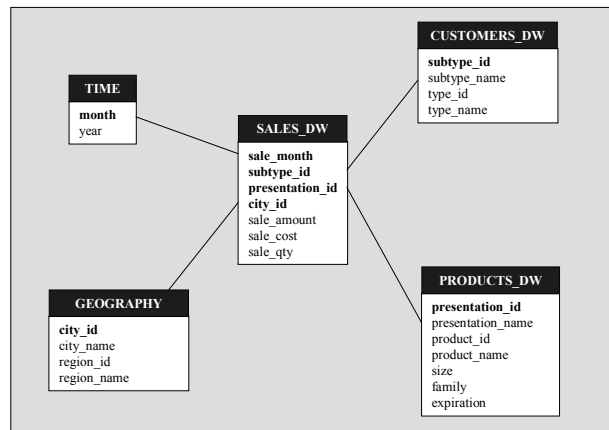 CUSTOMERS_DW
subtype_id
subtype_name
type_id
type_name
TIME
month
year
SALES_DW
sale_month
subtype_id
presentation_id
city_id
sale_amount
sale_cost
sale_qty
GEOGRAPHY
city_id
city_name
region_id
region_name
PRODUCTS_DW
presentation_id
presentation_name
product_id
product_name
size
family
expiration